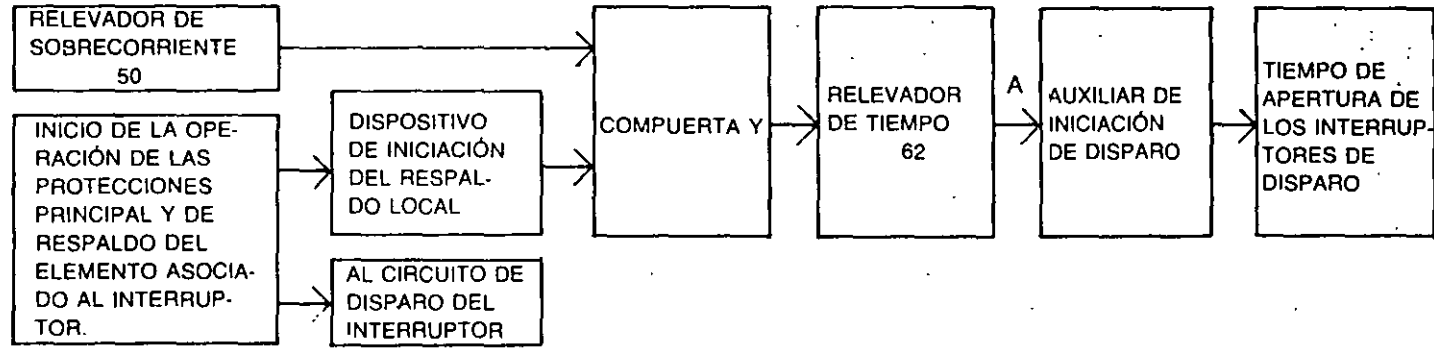 RELEVADOR DE
SOBRECORRIENTE
50
INICIO DE LA OPE-
RACIÓN DE LAS
PROTECCIONES
PRINCIPAL Y DE
RESPALDO DEL
ELEMENTO ASOCIA-
DO AL INTERRUP-
TOR.
DISPOSITIVO
DE INICIACIÓN
DEL RESPAL-
DO LOCAL
AL CIRCUITO DE
DISPARO DEL
INTERRUPTOR
COMPUERTA Y
RELEVADOR
DE TIEMPO
62
A
AUXILIAR DE
INICIACIÓN
DE DISPARO
TIEMPO DE
APERTURA DE
LOS INTERRUP-
TORES DE
DISPARO